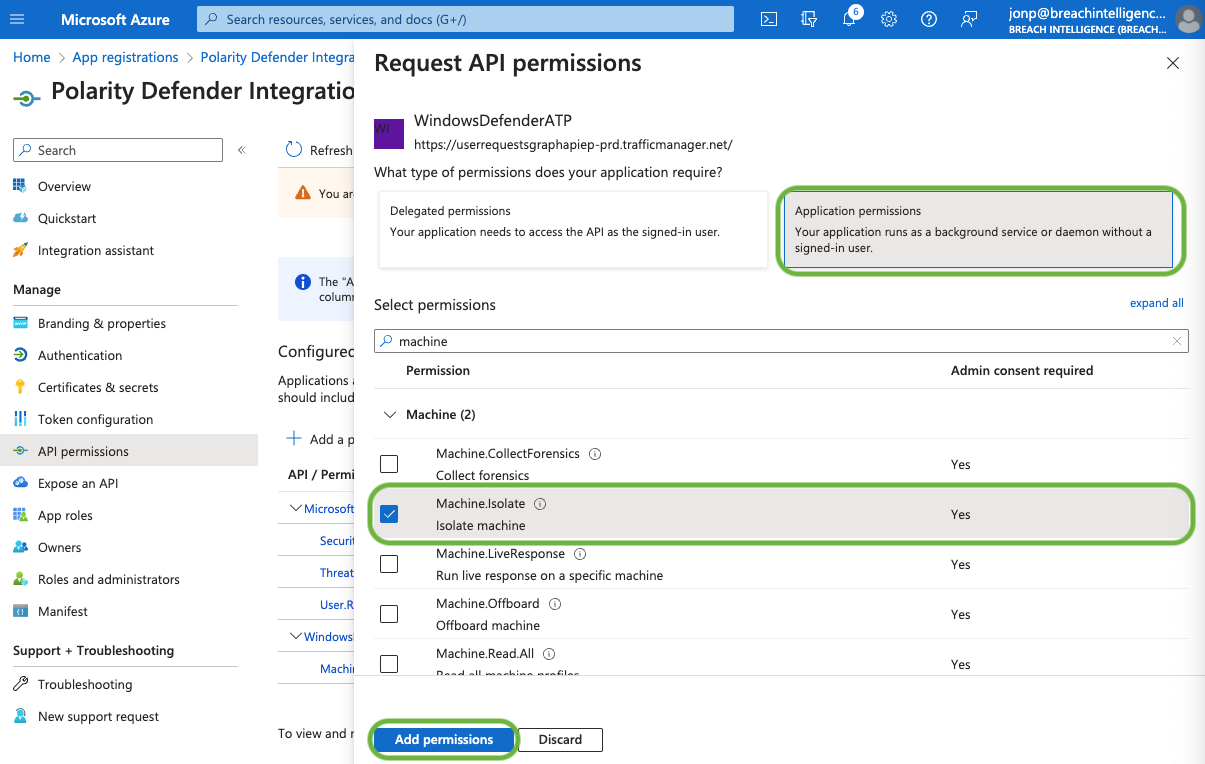 Microsoft Azure
Search resources, services, and docs (G+/)
6
jonp@breachintelligenc...
BREACH INTELLIGENCE (BREACH...
Home > App registrations > Polarity Defender Integra
Polarity Defender Integratio
Search
Overview
Quickstart
Integration assistant
Manage
Branding & properties
Authentication
Certificates & secrets
Token configuration
API permissions
Expose an API
App roles
Owners
Roles and administrators
Manifest
Support + Troubleshooting
Troubleshooting
New support request
Refresh
You are
The "A
colum
Configured
Applications a
should includ
Add a p
API / Permi
Microsoft
Securit
Threat
User.R
Windows
Machin
To view and r
Request API permissions
WI
WindowsDefenderATP
https://userrequestsgraphapiep-prd.trafficmanager.net/
What type of permissions does your application require?
Delegated permissions
Your application needs to access the API as the signed-in user.
Application permissions
Your application runs as a background service or daemon without a
signed-in user.
Select permissions
expand all
machine
Permission
Admin consent required
Machine (2)
Machine.CollectForensics
Collect forensics
Yes
Machine.Isolate
Isolate machine
Yes
Machine.LiveResponse
Run live response on a specific machine
Yes
Machine.Offboard
Offboard machine
Yes
Machine.Read.All
Read all machine profiles
Yes
Add permissions
Discard